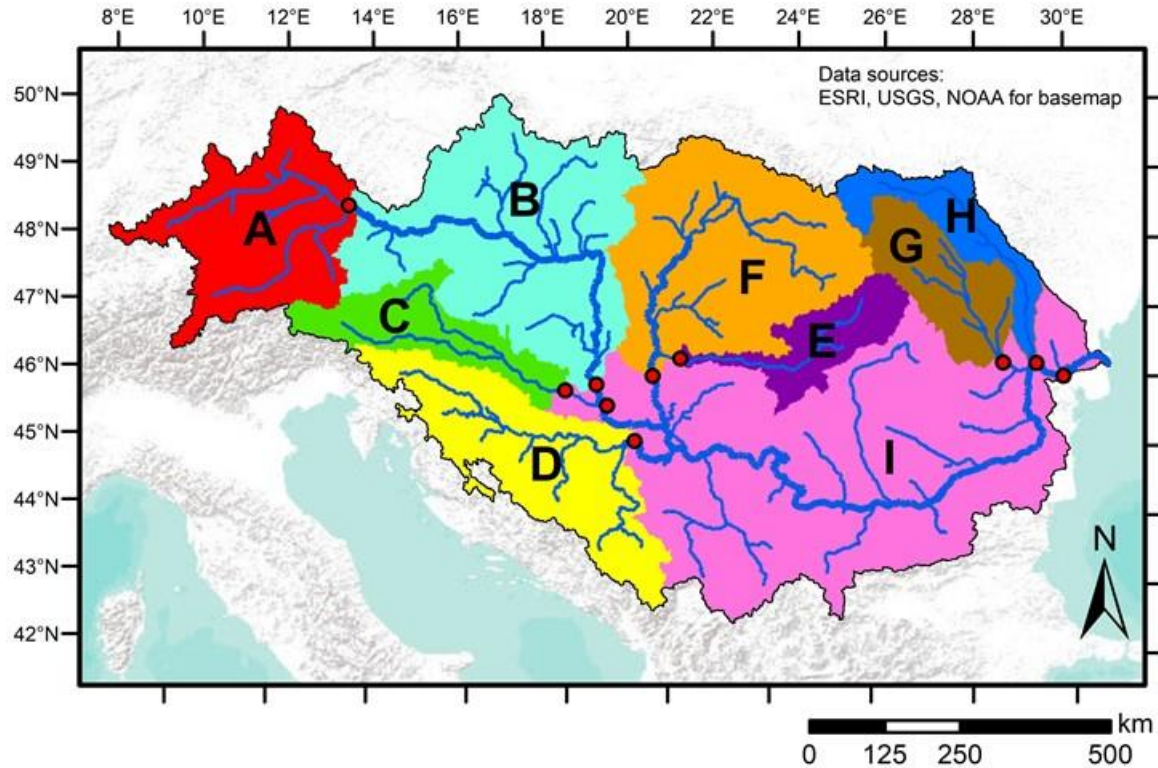 8°E 10°E 12°E 14°E 16°E 18°E 20°E 22°E 24°E 26°E 28°E 30°E
Data sources:
ESRI, USGS, NOAA for basemap
50°N
49°N
48°N
47°N
46°N
45°N
44°N
43°N
42°N
A
B
C
D
E
F
G
H
I
N
km
0 125 250 500